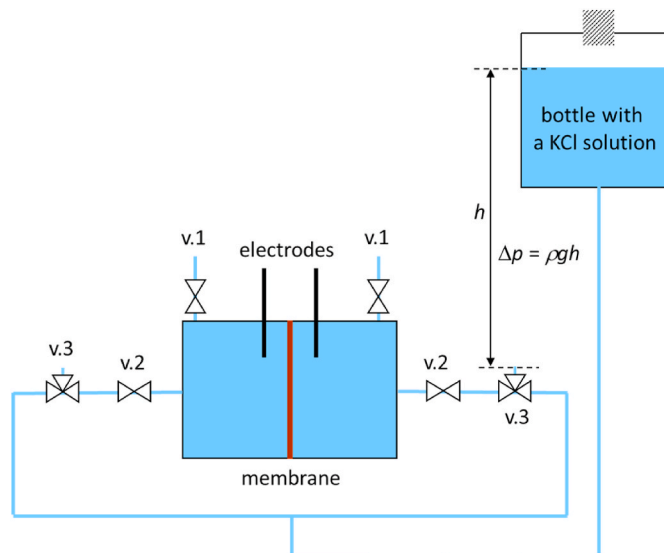 bottle with
a KCl solution
h
Δp = ρgh
v.1
electrodes
v.1
v.3
v.2
v.2
v.3
membrane